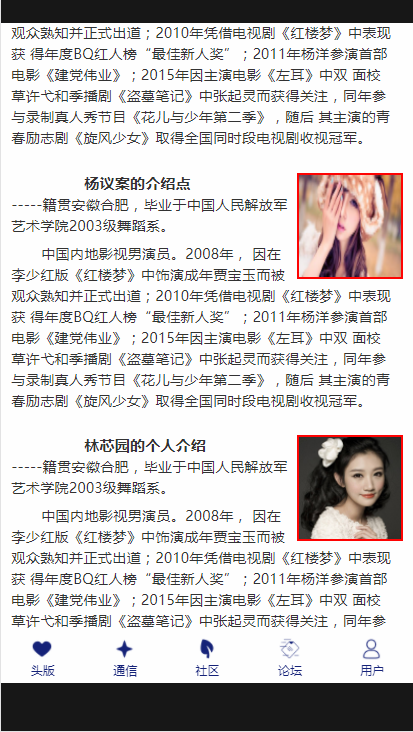 观众熟知并正式出道；2010年凭借电视剧《红楼梦》中表现
获 得年度BQ红人榜“最佳新人奖”；2011年杨洋参演首部
电影《建党伟业》；2015年因主演电影《左耳》中双 面校
草许弋和季播剧《盗墓笔记》中张起灵而获得关注，同年参
与录制真人秀节目《花儿与少年第二季》，随后 其主演的青
春励志剧《旋风少女》取得全国同时段电视剧收视冠军。
杨议案的介绍点
-----籍贯安徽合肥，毕业于中国人民解放军
艺术学院2003级舞蹈系。
中国内地影视男演员。2008年， 因在
李少红版《红楼梦》中饰演成年贾宝玉而被
观众熟知并正式出道；2010年凭借电视剧《红楼梦》中表现
获 得年度BQ红人榜“最佳新人奖”；2011年杨洋参演首部
电影《建党伟业》；2015年因主演电影《左耳》中双 面校
草许弋和季播剧《盗墓笔记》中张起灵而获得关注，同年参
与录制真人秀节目《花儿与少年第二季》，随后 其主演的青
春励志剧《旋风少女》取得全国同时段电视剧收视冠军。
林芯园的个人介绍
-----籍贯安徽合肥，毕业于中国人民解放军
艺术学院2003级舞蹈系。
中国内地影视男演员。2008年， 因在
李少红版《红楼梦》中饰演成年贾宝玉而被
观众熟知并正式出道；2010年凭借电视剧《红楼梦》中表现
获 得年度BQ红人榜“最佳新人奖”；2011年杨洋参演首部
电影《建党伟业》；2015年因主演电影《左耳》中双 面校
草许弋和季播剧《盗墓笔记》中张起灵而获得关注，同年参
头版 通信 社区 论坛 用户